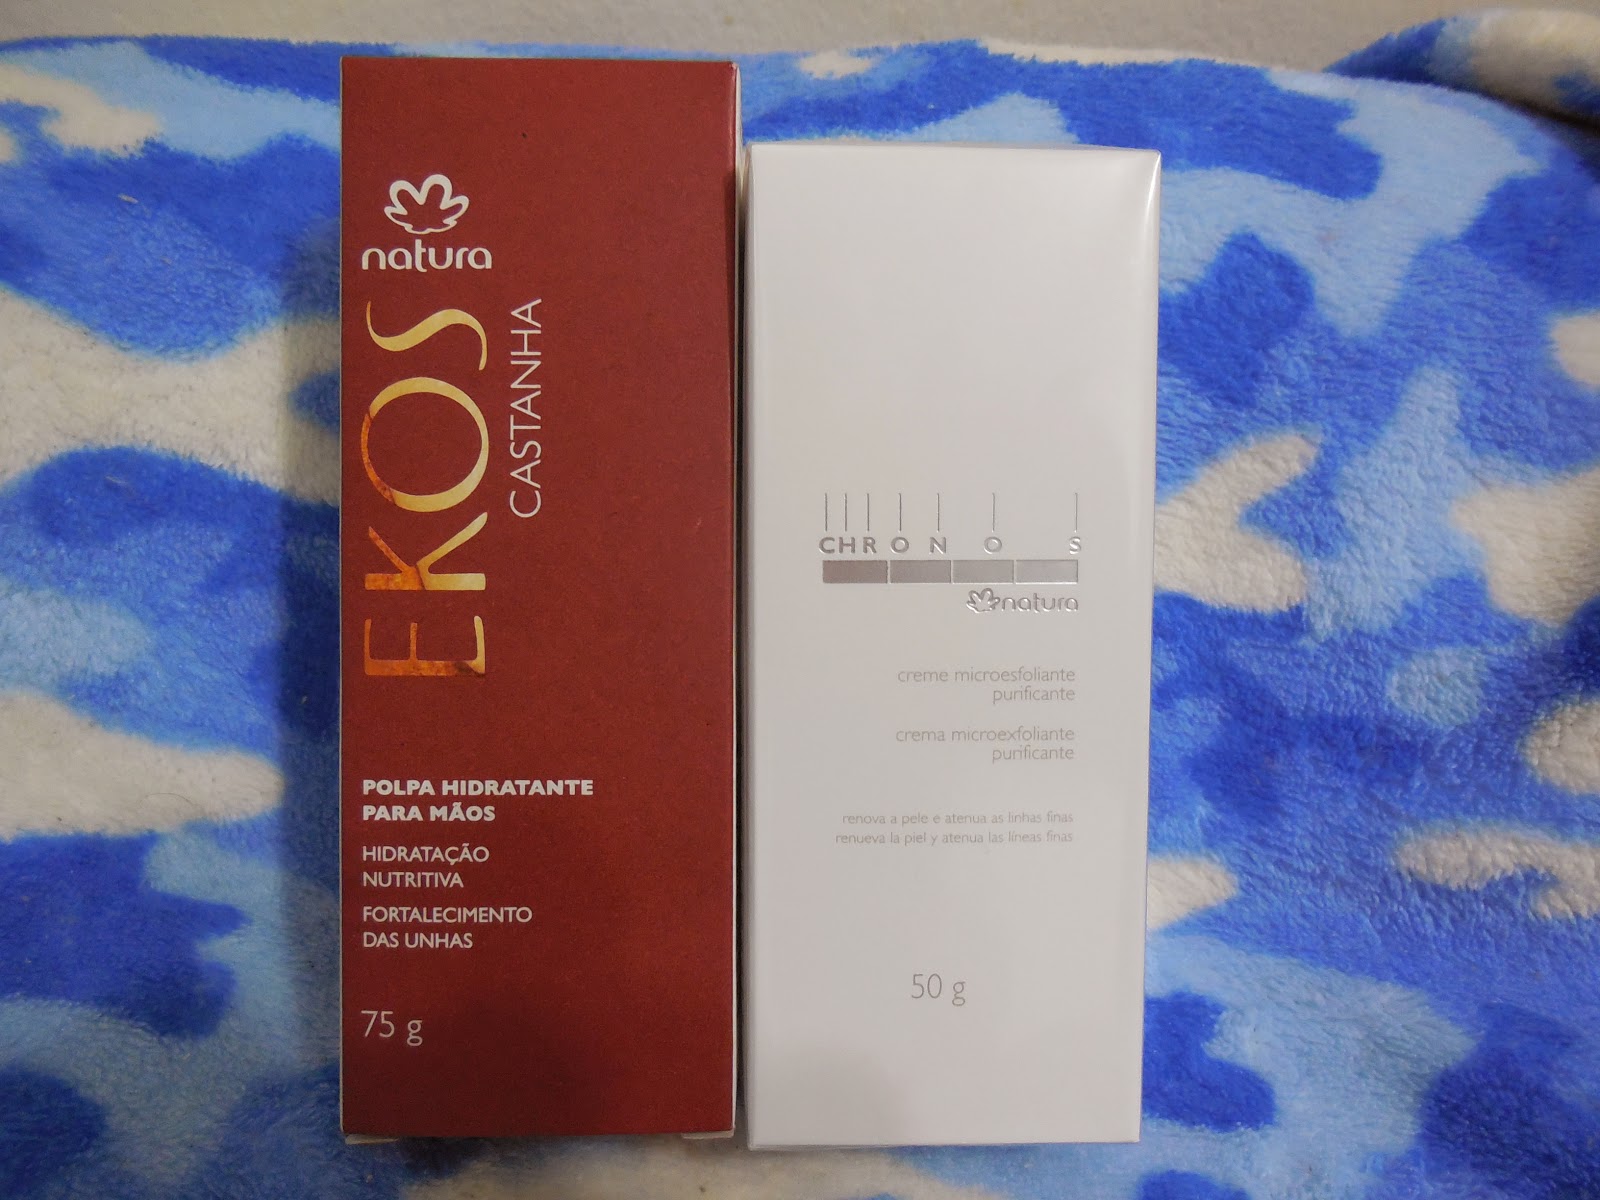 natura
EKOS
CASTANHA
POLPA HIDRATANTE
PARA MÃOS
HIDRATAÇÃO
NUTRITIVA
FORTALECIMENTO
DAS UNHAS
75 g
CHRONOS
natura
creme microesfoliante
purificante
crema microexfoliante
purificante
renova a pele e atenua as linhas finas
renueva la piel y atenua las líneas finas
50 g